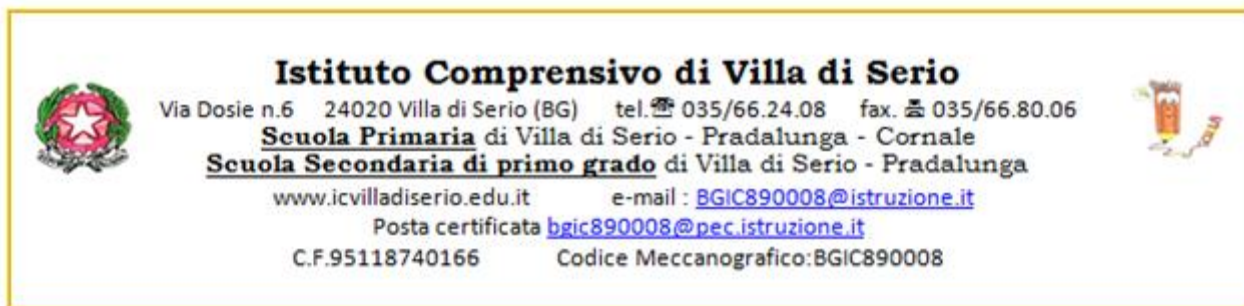 Istituto Comprensivo di Villa di Serio
Via Dosie n.6 24020 Villa di Serio (BG) tel.☎ 035/66.24.08 fax. 035/66.80.06
Scuola Primaria di Villa di Serio - Pradalunga - Cornale
Scuola Secondaria di primo grado di Villa di Serio - Pradalunga
www.icvilladiserio.edu.it e-mail : BGIC890008@istruzione.it
Posta certificata bgic890008@pec.istruzione.it
C.F.95118740166 Codice Meccanografico:BGIC890008